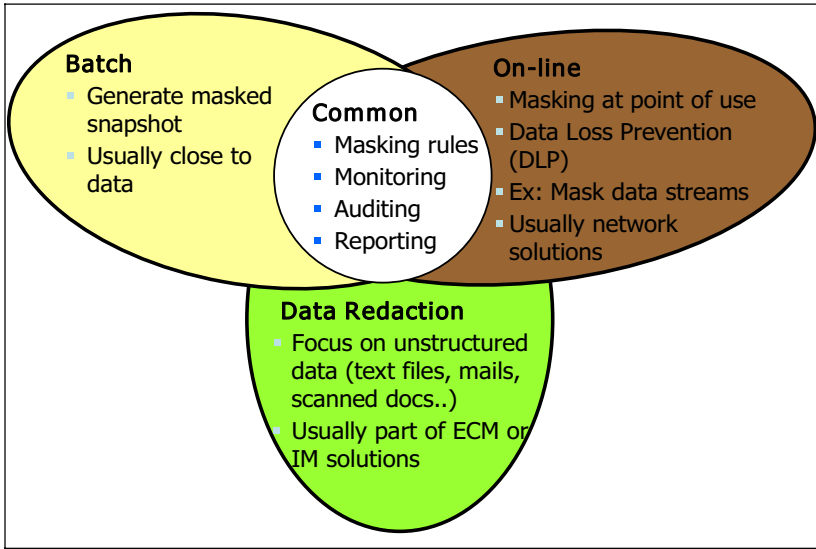 Batch
Generate masked
snapshot
Usually close to
data
Common
Masking rules
Monitoring
Auditing
Reporting
On-line
Masking at point of use
Data Loss Prevention
(DLP)
Ex: Mask data streams
Usually network
solutions
Data Redaction
Focus on unstructured
data (text files, mails,
scanned docs..)
Usually part of ECM or
IM solutions